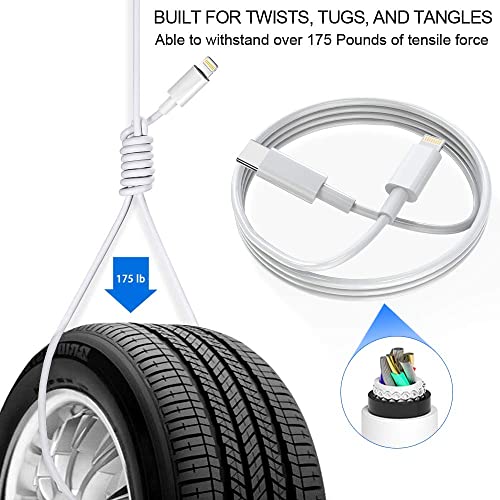 BUILT FOR TWISTS, TUGS, AND TANGLES
Able to withstand over 175 Pounds of tensile force
175 lb